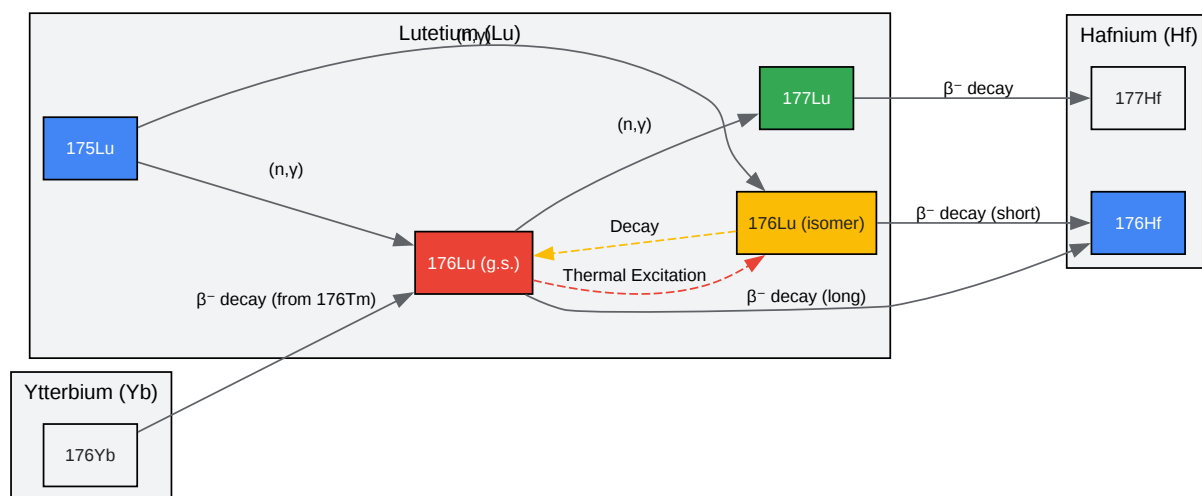 Lutetium (Lu)
(n,γ)
Hafnium (Hf)
177Lu
β⁻ decay
177Hf
175Lu
(n,γ)
(n,γ)
176Lu (isomer)
β⁻ decay (short)
176Hf
Decay
176Lu (g.s.)
Thermal Excitation
β⁻ decay (from 176Tm)
β⁻ decay (long)
Ytterbium (Yb)
176Yb